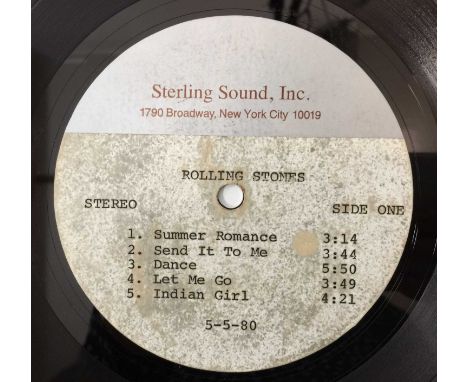 Sterling Sound, Inc.
1790 Broadway, New York City 10019
ROLLING STONES
STEREO SIDE ONE
1. Summer Romance 3:14
2. Send It To Me 3:44
3. Dance 5:50
4. Let Me Go 3:49
5. Indian Girl 4:21
5-5-80